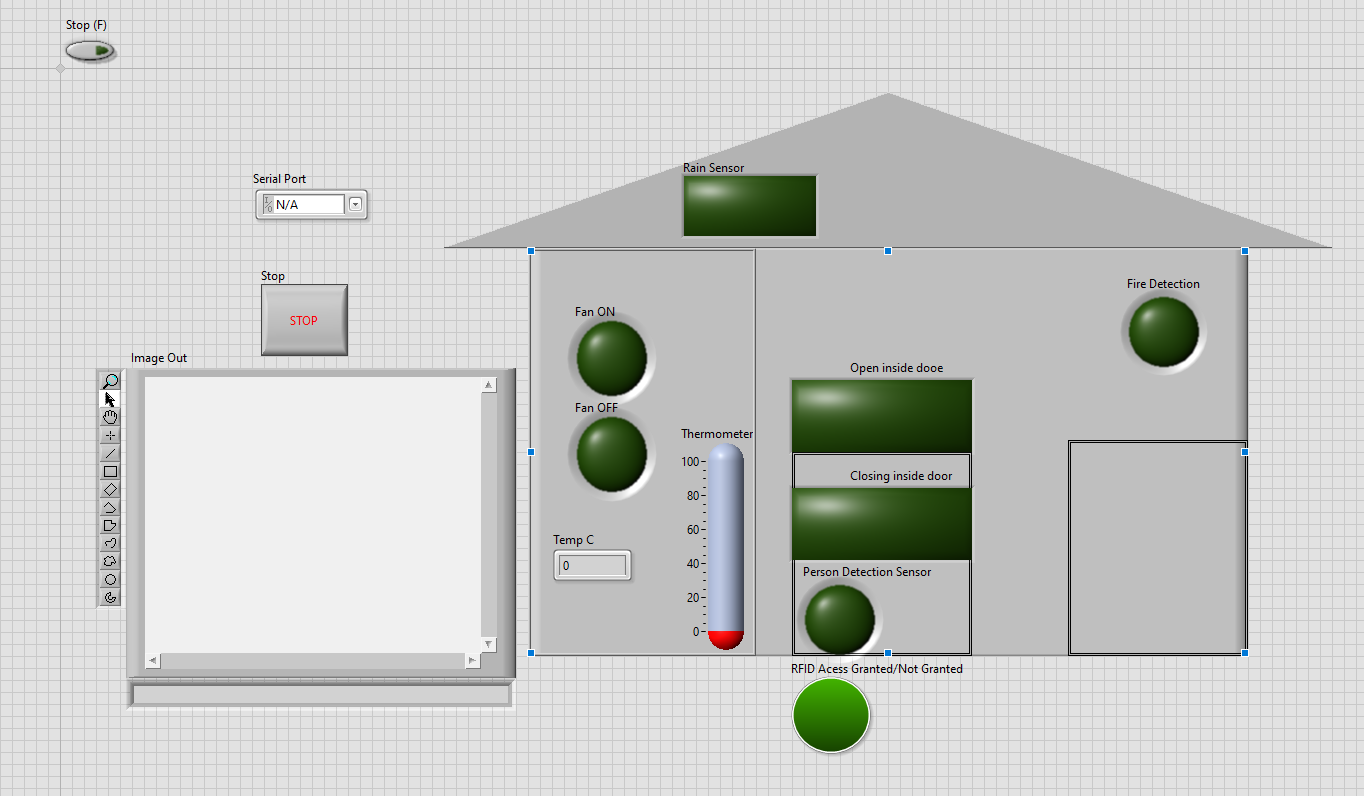 Stop (F)
Rain Sensor
Serial Port
N/A
Stop
STOP
Fire Detection
Fan ON
Image Out
Open inside dooe
Fan OFF
Thermometer
100
80
60
40
20
0
Closing inside door
Temp C
0
Person Detection Sensor
RFID Acess Granted/Not Granted